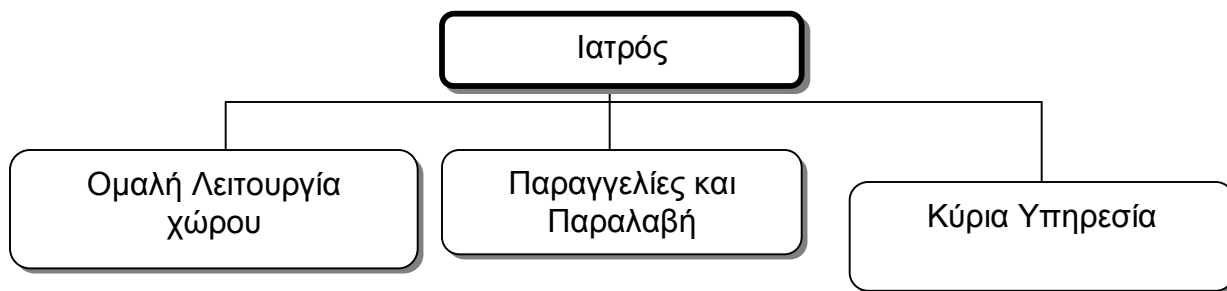 Ιατρός
Ομαλή Λειτουργία
χώρου
Παραγγελίες και
Παραλαβή
Κύρια Υπηρεσία